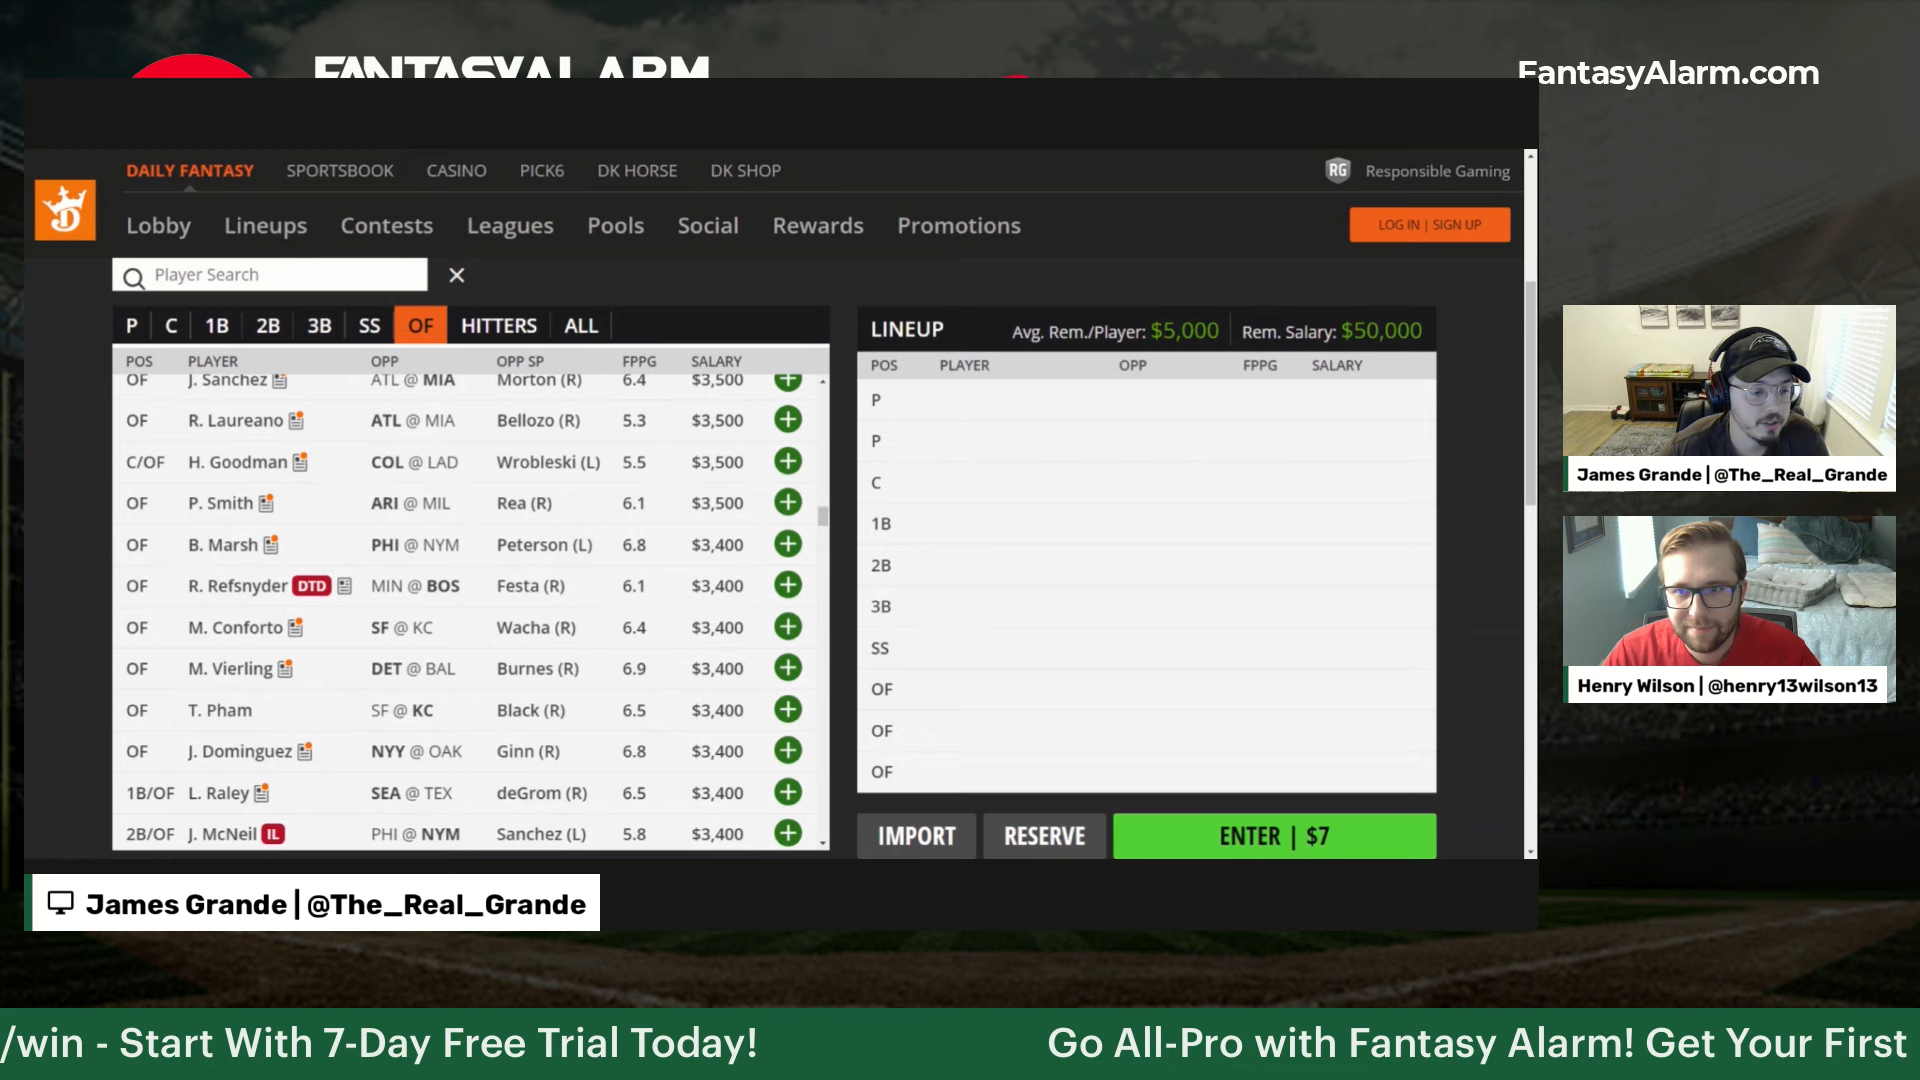 FANTASYALARM
FantasyAlarm.com
DAILY FANTASY SPORTSBOOK CASINO PICK6 DK HORSE DK SHOP
RG Responsible Gaming
Lobby Lineups Contests Leagues Pools Social Rewards Promotions
LOG IN | SIGN UP
Player Search
P C 1B 2B 3B SS OF HITTERS ALL
POS PLAYER OPP OPP SP FPPG SALARY
OF J. Sanchez ATL @ MIA Morton (R) 6.4 $3,500
OF R. Laureano ATL @ MIA Bellozo (R) 5.3 $3,500
C/OF H. Goodman COL @ LAD Wrobleski (L) 5.5 $3,500
OF P. Smith ARI @ MIL Rea (R) 6.1 $3,500
OF B. Marsh PHI @ NYM Peterson (L) 6.8 $3,400
OF R. Refsnyder DTD MIN @ BOS Festa (R) 6.1 $3,400
OF M. Conforto SF @ KC Wacha (R) 6.4 $3,400
OF M. Vierling DET @ BAL Burnes (R) 6.9 $3,400
OF T. Pham SF @ KC Black (R) 6.5 $3,400
OF J. Dominguez NYY @ OAK Ginn (R) 6.8 $3,400
1B/OF L. Raley SEA @ TEX deGrom (R) 6.5 $3,400
2B/OF J. McNeil IL PHI @ NYM Sanchez (L) 5.8 $3,400
LINEUP Avg. Rem./Player: $5,000 Rem. Salary: $50,000
POS PLAYER OPP FPPG SALARY
P
P
C
1B
2B
3B
SS
OF
OF
OF
IMPORT RESERVE ENTER | $7
James Grande | @The_Real_Grande
Henry Wilson | @henry13wilson13
James Grande | @The_Real_Grande
/win - Start With 7-Day Free Trial Today! Go All-Pro with Fantasy Alarm! Get Your First